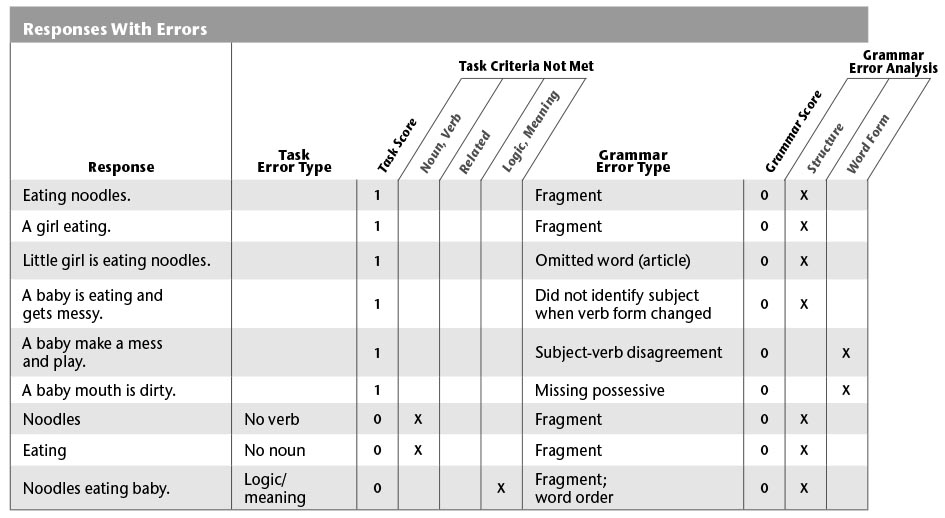 Responses With Errors
Task Criteria Not Met
Grammar
Error Analysis
Response
Task
Error Type
Task Score
Noun, Verb
Related
Logic, Meaning
Grammar
Error Type
Grammar Score
Structure
Word Form
Eating noodles. 1 Fragment 0 X
A girl eating. 1 Fragment 0 X
Little girl is eating noodles. 1 Omitted word (article) 0 X
A baby is eating and
gets messy. 1 Did not identify subject
when verb form changed 0 X
A baby make a mess
and play. 1 Subject-verb disagreement 0 X
A baby mouth is dirty. 1 Missing possessive 0 X
Noodles No verb 0 X Fragment 0 X
Eating No noun 0 X Fragment 0 X
Noodles eating baby. Logic/
meaning 0 X Fragment;
word order 0 X